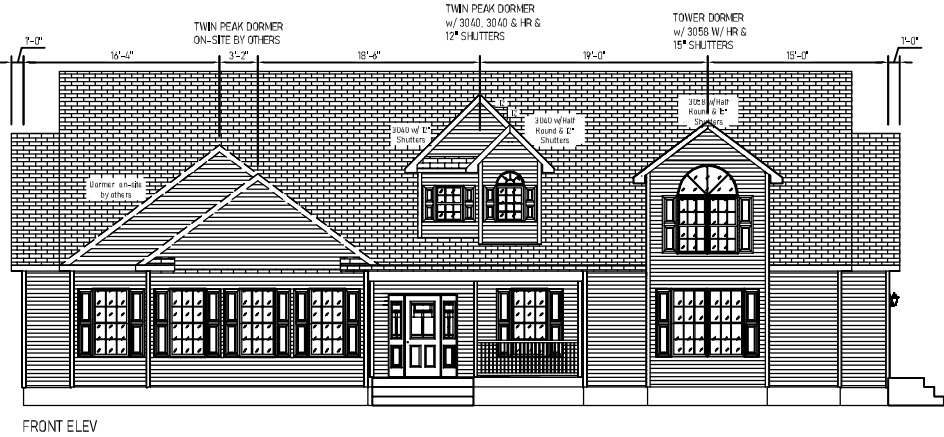 TWIN PEAK DORMER
ON-SITE BY OTHERS
TWIN PEAK DORMER
w/ 3040, 3040 & HR &
12" SHUTTERS
TOWER DORMER
w/ 3058 W/ HR &
15" SHUTTERS
1'-0"
16'-4"
3'-2"
18'-6"
19'-0"
15'-0"
1'-0"
3040 w/ 12"
Shutters
3040 w/Half
Round & 12"
Shutters
3058 w/Half
Round & 15"
Shutters
Dormer on-site
by others
FRONT ELEV